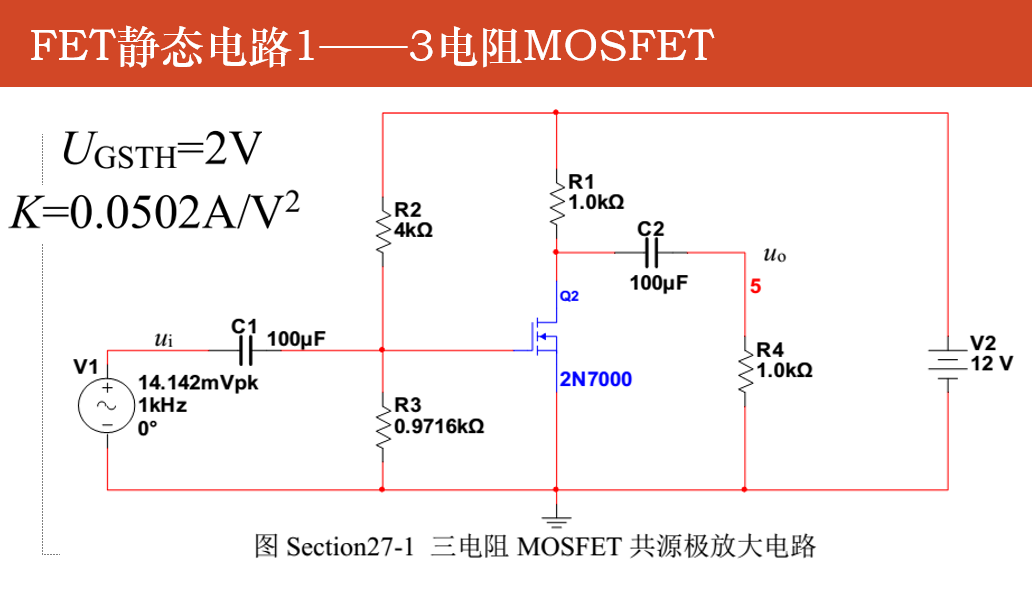 FET静态电路1——3电阻MOSFET
UGSTH=2V
K=0.0502A/V²
R1
1.0kΩ
R2
4kΩ
C2
100µF
uo
5
Q2
ui
C1
100µF
V1
14.142mVpk
1kHz
0°
2N7000
R4
1.0kΩ
V2
12 V
R3
0.9716kΩ
图 Section27-1 三电阻 MOSFET 共源极放大电路